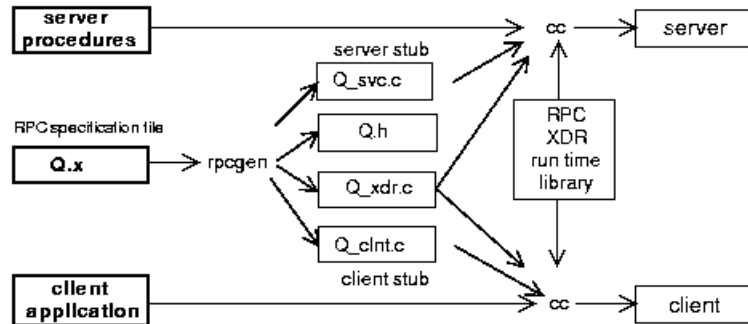 server
procedures
cc
server
server stub
Q_svc.c
RPC specification file
Q.h
RPC
XDR
run time
library
Q.x
rpcgen
Q_xdr.c
Q_clnt.c
client stub
client
application
cc
client